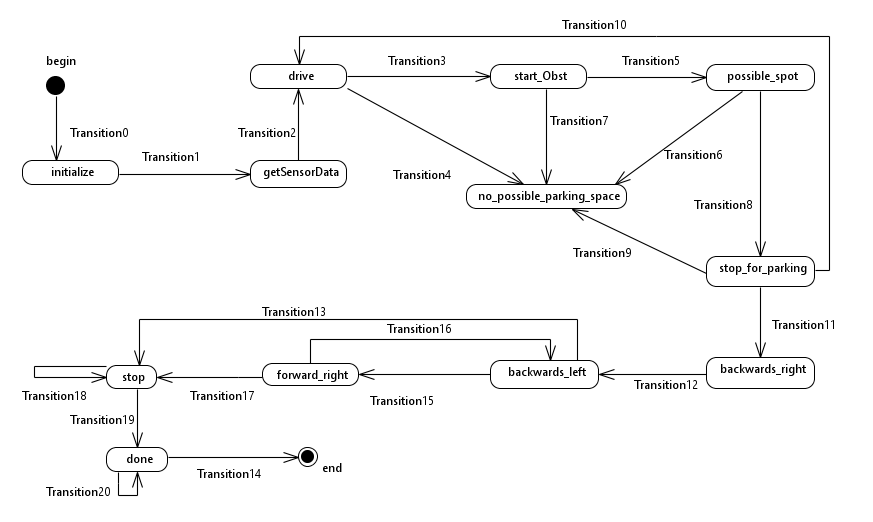 Transition10
begin
drive
Transition3
start_Obst
Transition5
possible_spot
Transition0
Transition2
Transition7
Transition1
Transition6
initialize
getSensorData
Transition4
no_possible_parking_space
Transition8
Transition9
stop_for_parking
Transition13
Transition16
Transition11
stop
forward_right
backwards_left
backwards_right
Transition18
Transition17
Transition15
Transition12
Transition19
done
Transition14
end
Transition20